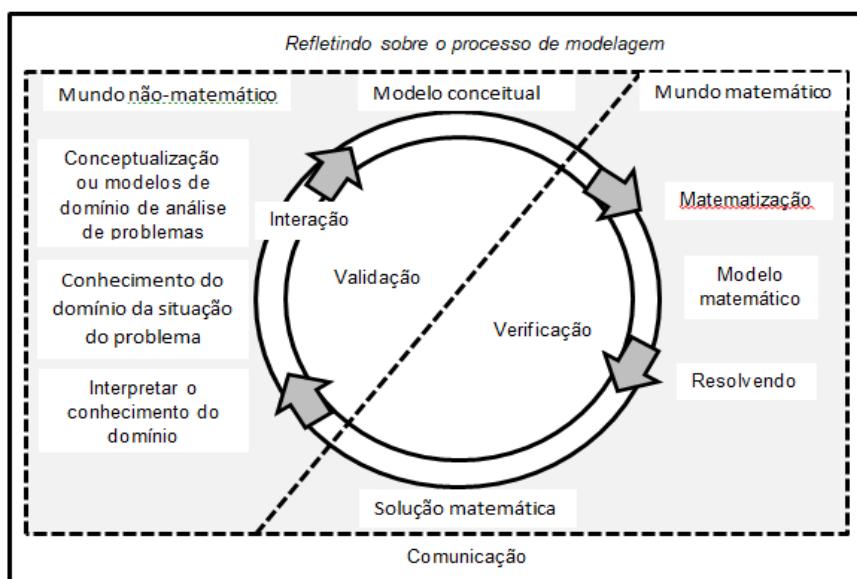 Refletindo sobre o processo de modelagem
Mundo não-matemático
Modelo conceitual
Mundo matemático
Conceptualização
ou modelos de
domínio de análise
de problemas
Interação
Matematização
Conhecimento do
domínio da situação
do problema
Validação
Modelo
matemático
Verificação
Interpretar o
conhecimento do
domínio
Resolvendo
Solução matemática
Comunicação